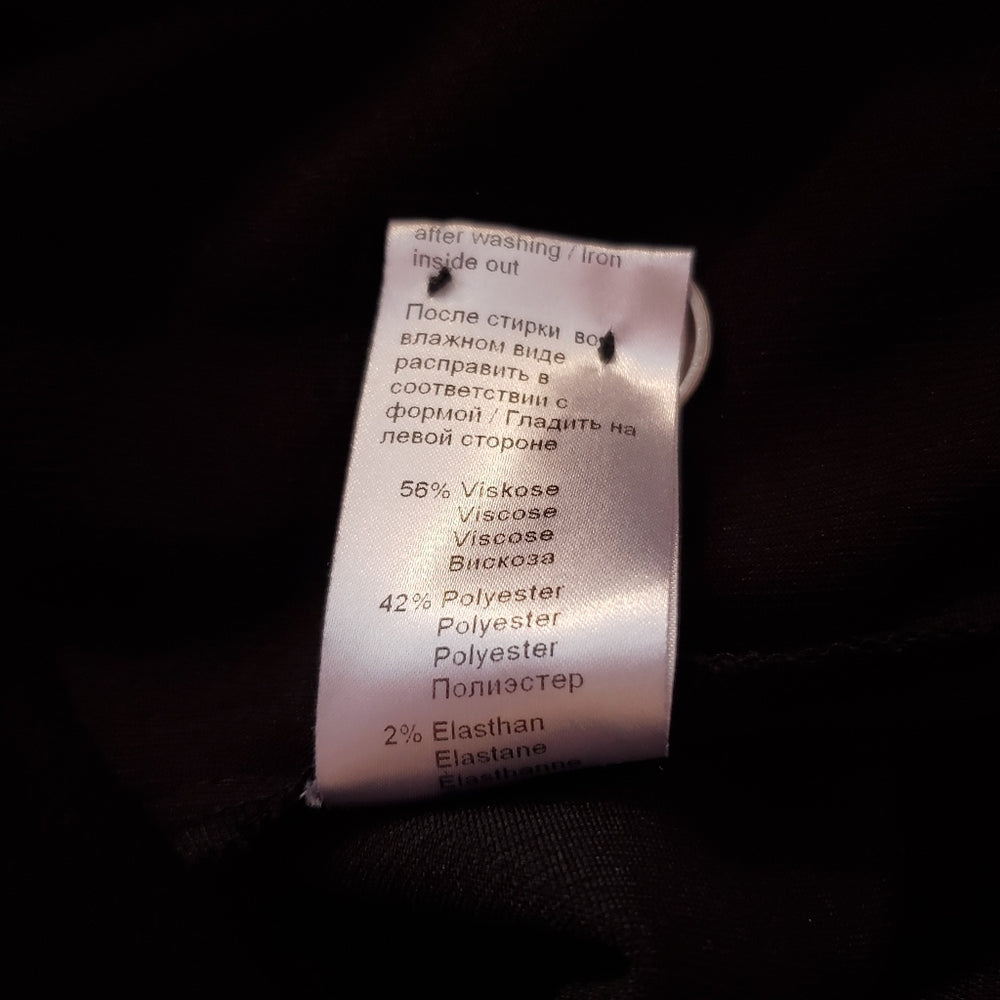 after washing / Iron
inside out
После стирки во
влажном виде
расправить в
соответствии с
формой / Гладить на
левой стороне
56% Viskose
Viscose
Viscose
Вискоза
42% Polyester
Polyester
Polyester
Полиэстер
2% Elasthan
Elastane
Elasthanne